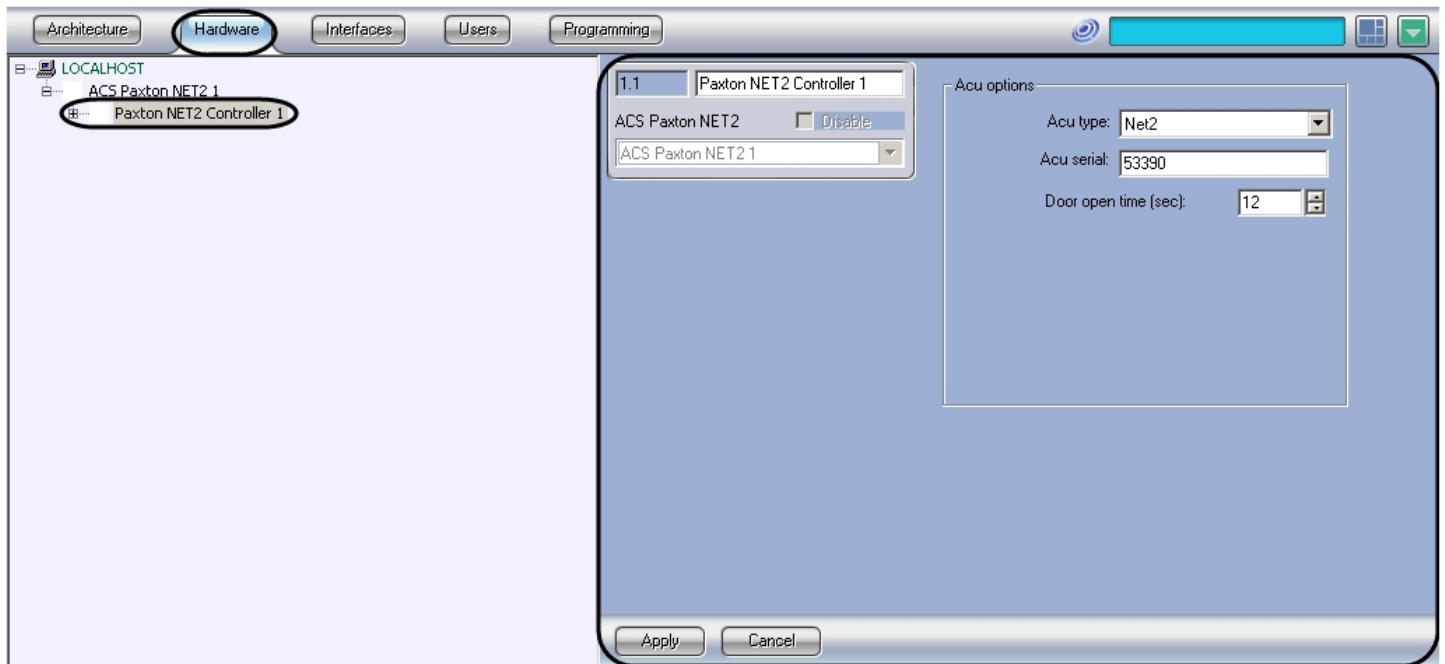 Architecture Hardware Interfaces Users Programming
LOCALHOST
ACS Paxton NET2 1
Paxton NET2 Controller 1
1.1 Paxton NET2 Controller 1
ACS Paxton NET2 Disable
ACS Paxton NET2 1
Acu options
Acu type: Net2
Acu serial: 53390
Door open time (sec): 12
Apply Cancel